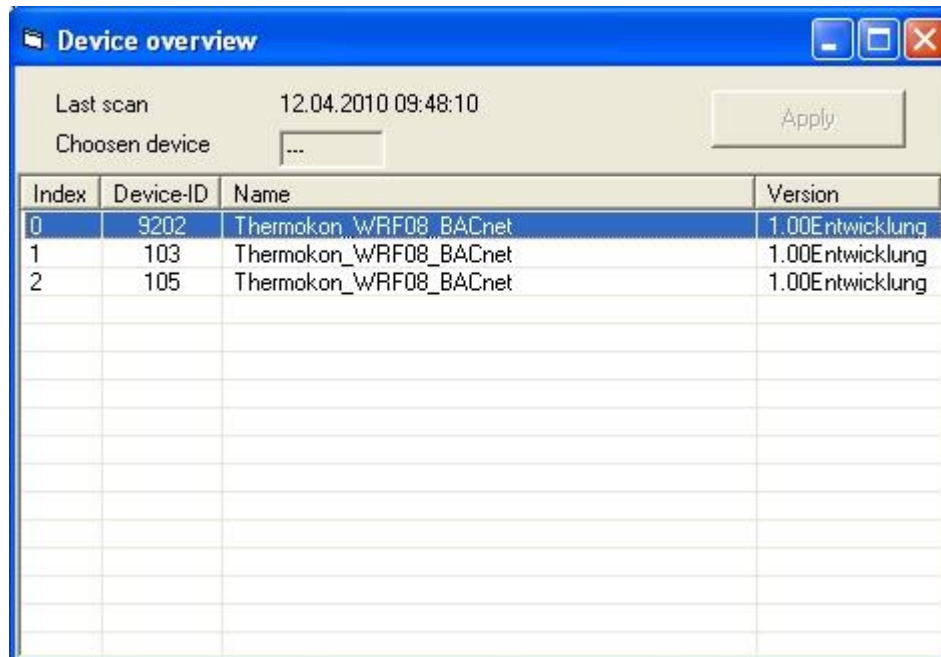 Device overview
Last scan 12.04.2010 09:48:10
Apply
Choosen device ---
Index Device-ID Name Version
0 9202 Thermokon_WRF08_BACnet 1.00Entwicklung
1 103 Thermokon_WRF08_BACnet 1.00Entwicklung
2 105 Thermokon_WRF08_BACnet 1.00Entwicklung